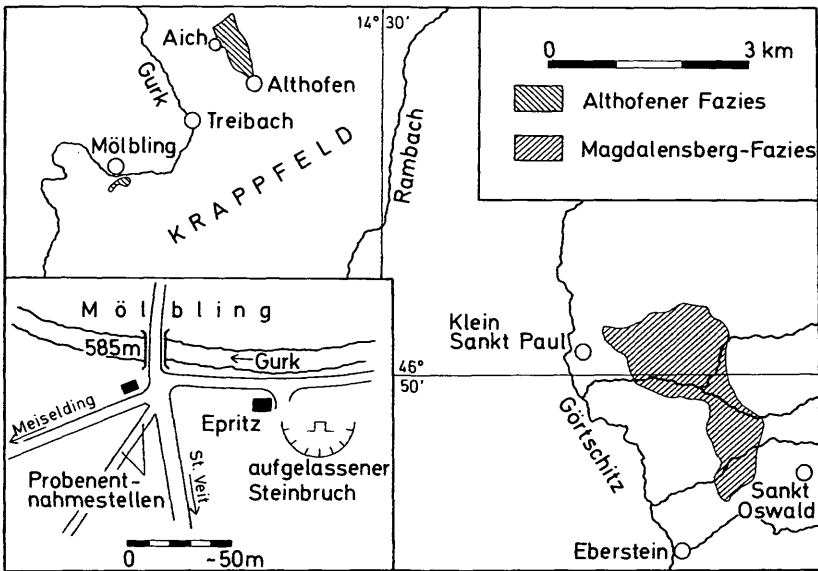 14° 30'
Aich
Gurk
Althofen
Treibach
Mölbling
KRAPPFELD
Rambach
0 3 km
Althofener Fazies
Magdalensberg-Fazies
Mölbling
585m
Gurk
Meiselding
Epritz
Probenent-
nahmestellen
St. Veit
aufgelassener
Steinbruch
0 ~50m
Klein
Sankt Paul
46°
50'
Görtschitz
Sankt
Oswald
Eberstein